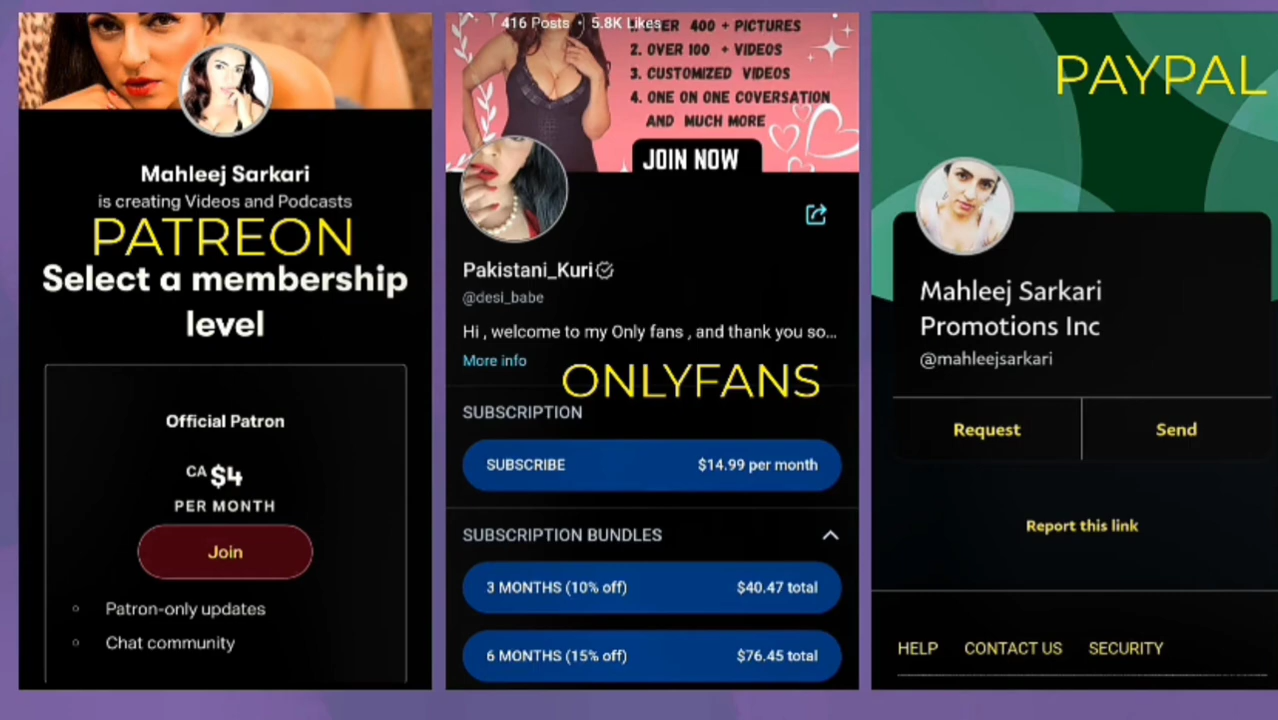 Mahleej Sarkari
is creating Videos and Podcasts
PATREON
Select a membership
level
Official Patron
CA $4
PER MONTH
Join
Patron-only updates
Chat community
416 Posts • 5.8K Likes
1. OVER 400 + PICTURES
2. OVER 100 + VIDEOS
3. CUSTOMIZED VIDEOS
4. ONE ON ONE COVERSATION
AND MUCH MORE
JOIN NOW
Pakistani_Kuri
@desi_babe
Hi , welcome to my Only fans , and thank you so...
More info
ONLYFANS
SUBSCRIPTION
SUBSCRIBE $14.99 per month
SUBSCRIPTION BUNDLES
3 MONTHS (10% off) $40.47 total
6 MONTHS (15% off) $76.45 total
PAYPAL
Mahleej Sarkari
Promotions Inc
@mahleejsarkari
Request Send
Report this link
HELP CONTACT US SECURITY